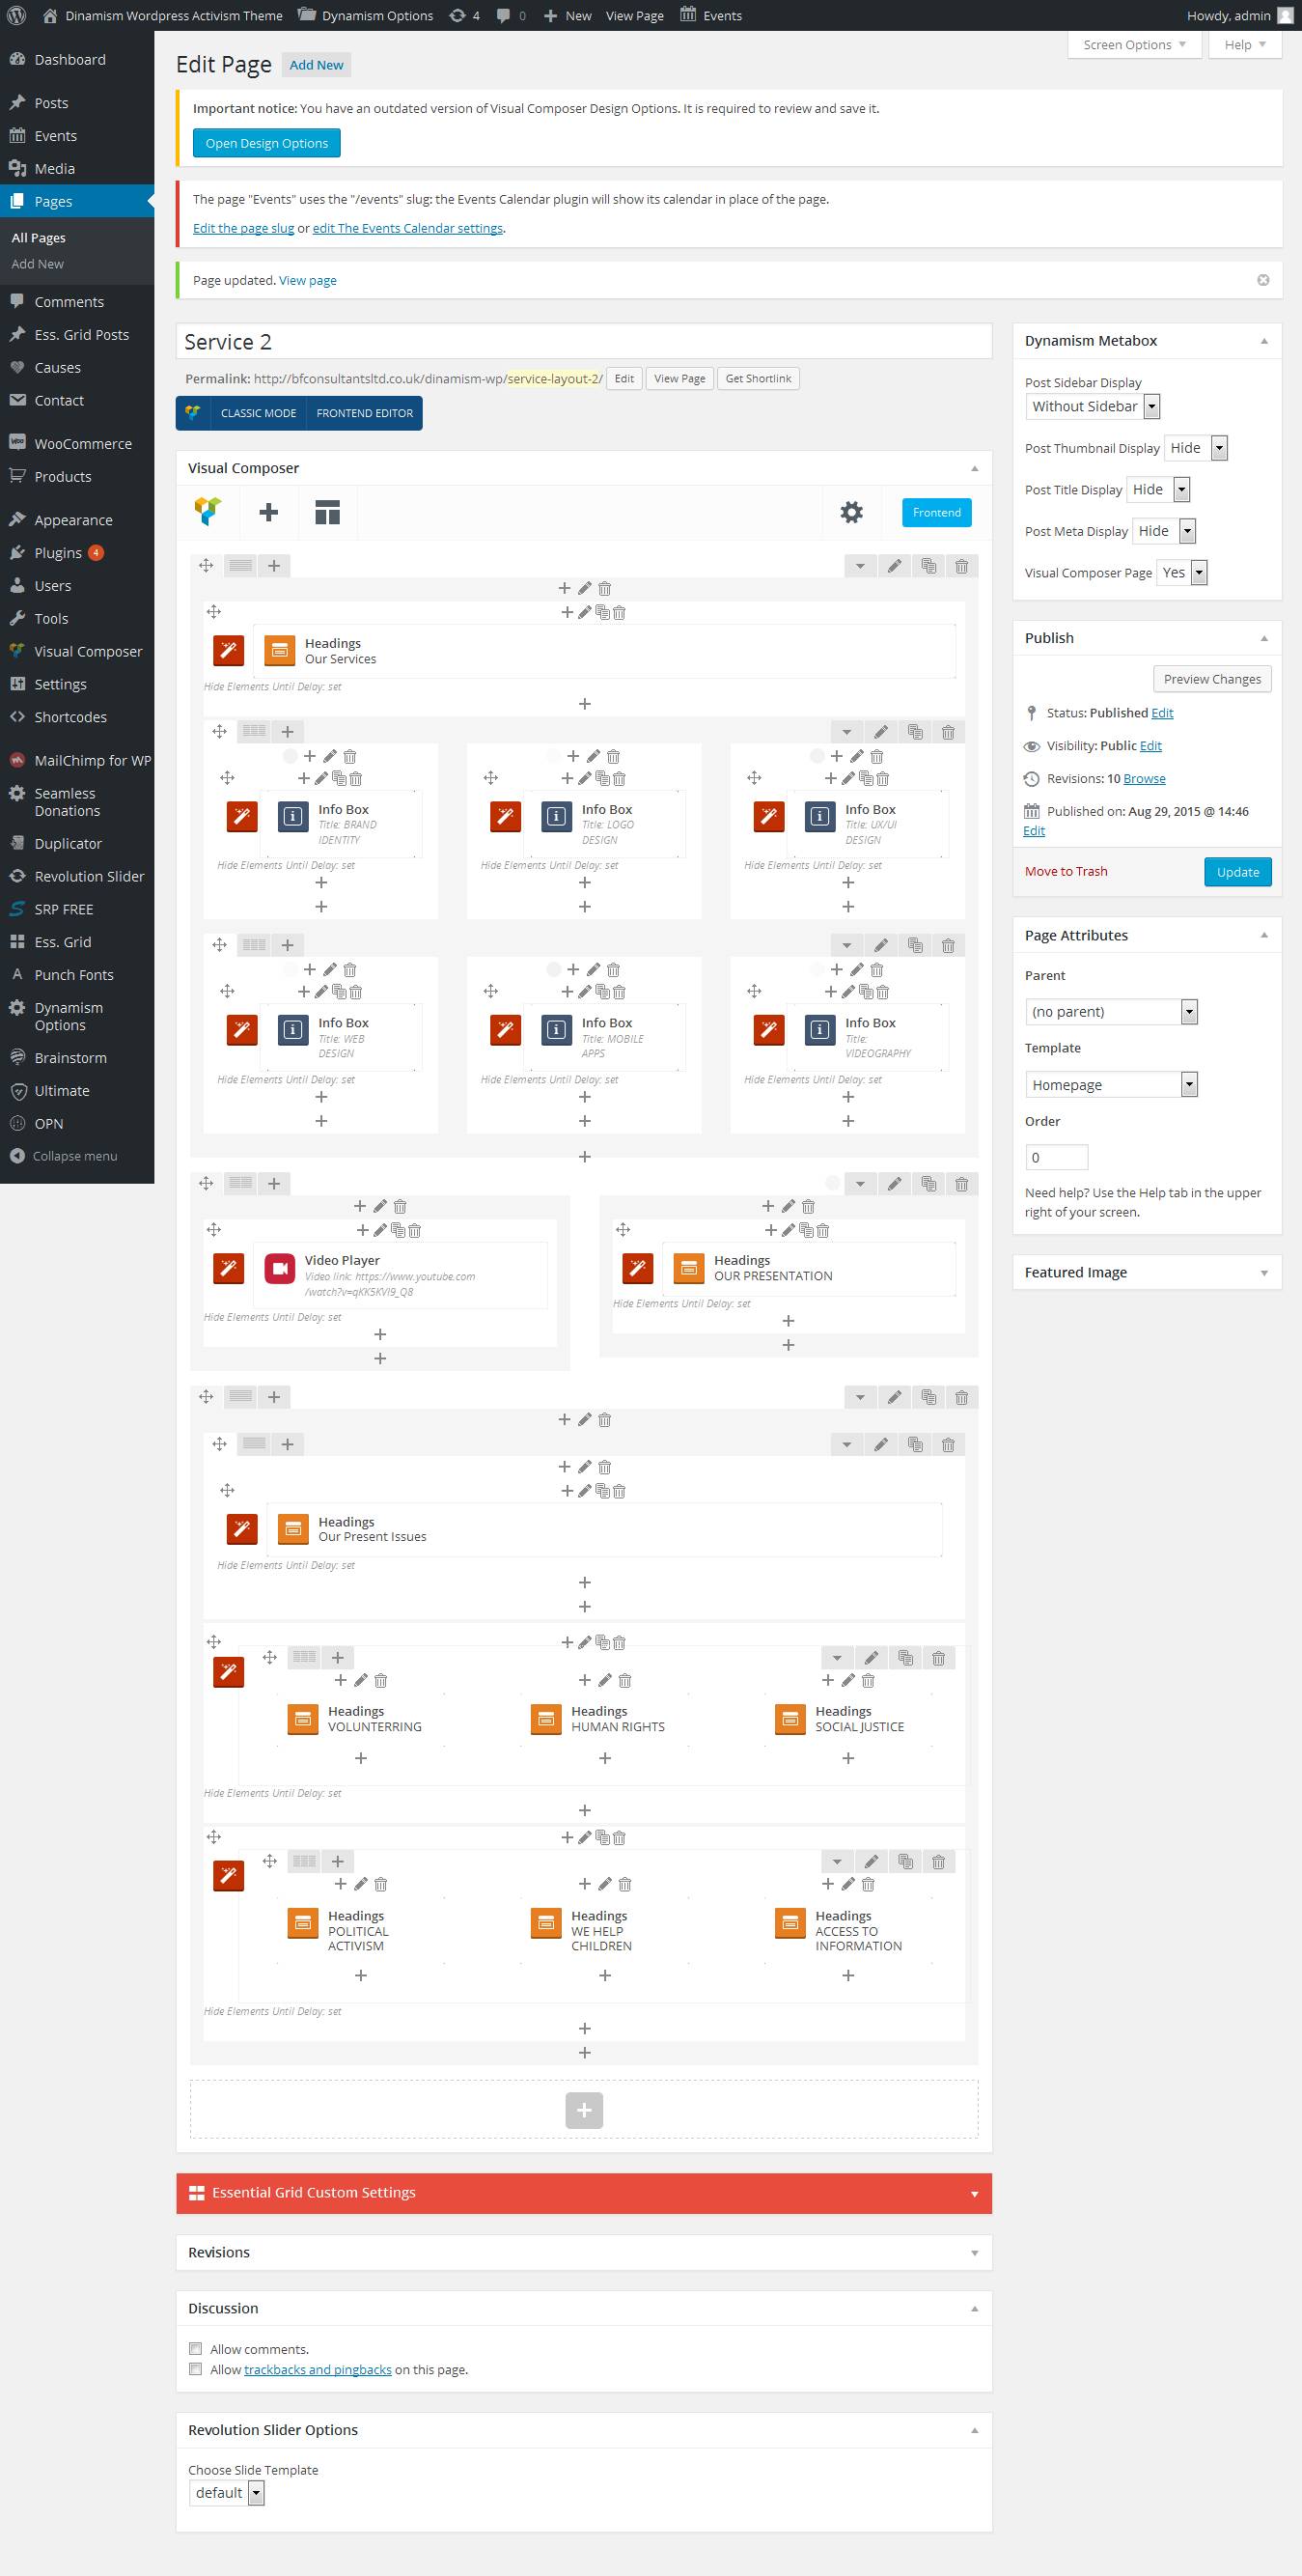 Dinamism Wordpress Activism Theme Dynamism Options 4 0 New View Page Events Howdy, admin
Screen Options Help
Dashboard
Posts
Events
Media
Pages
All Pages
Add New
Comments
Ess. Grid Posts
Causes
Contact
WooCommerce
Products
Appearance
Plugins 4
Users
Tools
Visual Composer
Settings
Shortcodes
MailChimp for WP
Seamless
Donations
Duplicator
Revolution Slider
SRP FREE
Ess. Grid
Punch Fonts
Dynamism
Options
Brainstorm
Ultimate
OPN
Collapse menu
Edit Page Add New
Important notice: You have an outdated version of Visual Composer Design Options. It is required to review and save it.
Open Design Options
The page "Events" uses the "/events" slug: the Events Calendar plugin will show its calendar in place of the page.
Edit the page slug or edit The Events Calendar settings.
Page updated. View page
Service 2
Permalink: http://bfconsultantsltd.co.uk/dinamism-wp/service-layout-2/ Edit View Page Get Shortlink
CLASSIC MODE FRONTEND EDITOR
Visual Composer
Frontend
Headings
Our Services
Hide Elements Until Delay: set
Info Box
Title: BRAND
IDENTITY
Hide Elements Until Delay: set
Info Box
Title: LOGO
DESIGN
Hide Elements Until Delay: set
Info Box
Title: UX/UI
DESIGN
Hide Elements Until Delay: set
Info Box
Title: WEB
DESIGN
Hide Elements Until Delay: set
Info Box
Title: MOBILE
APPS
Hide Elements Until Delay: set
Info Box
Title:
VIDEOGRAPHY
Hide Elements Until Delay: set
Video Player
Video link: https://www.youtube.com
/watch?v=qKK5KVI9_Q8
Hide Elements Until Delay: set
Headings
OUR PRESENTATION
Hide Elements Until Delay: set
Headings
Our Present Issues
Hide Elements Until Delay: set
Headings
VOLUNTERRING
Headings
HUMAN RIGHTS
Headings
SOCIAL JUSTICE
Hide Elements Until Delay: set
Headings
POLITICAL
ACTIVISM
Headings
WE HELP
CHILDREN
Headings
ACCESS TO
INFORMATION
Hide Elements Until Delay: set
Essential Grid Custom Settings
Revisions
Discussion
Allow comments.
Allow trackbacks and pingbacks on this page.
Revolution Slider Options
Choose Slide Template
default
Dynamism Metabox
Post Sidebar Display
Without Sidebar
Post Thumbnail Display Hide
Post Title Display Hide
Post Meta Display Hide
Visual Composer Page Yes
Publish
Preview Changes
Status: Published Edit
Visibility: Public Edit
Revisions: 10 Browse
Published on: Aug 29, 2015 @ 14:46
Edit
Move to Trash Update
Page Attributes
Parent
(no parent)
Template
Homepage
Order
0
Need help? Use the Help tab in the upper
right of your screen.
Featured Image